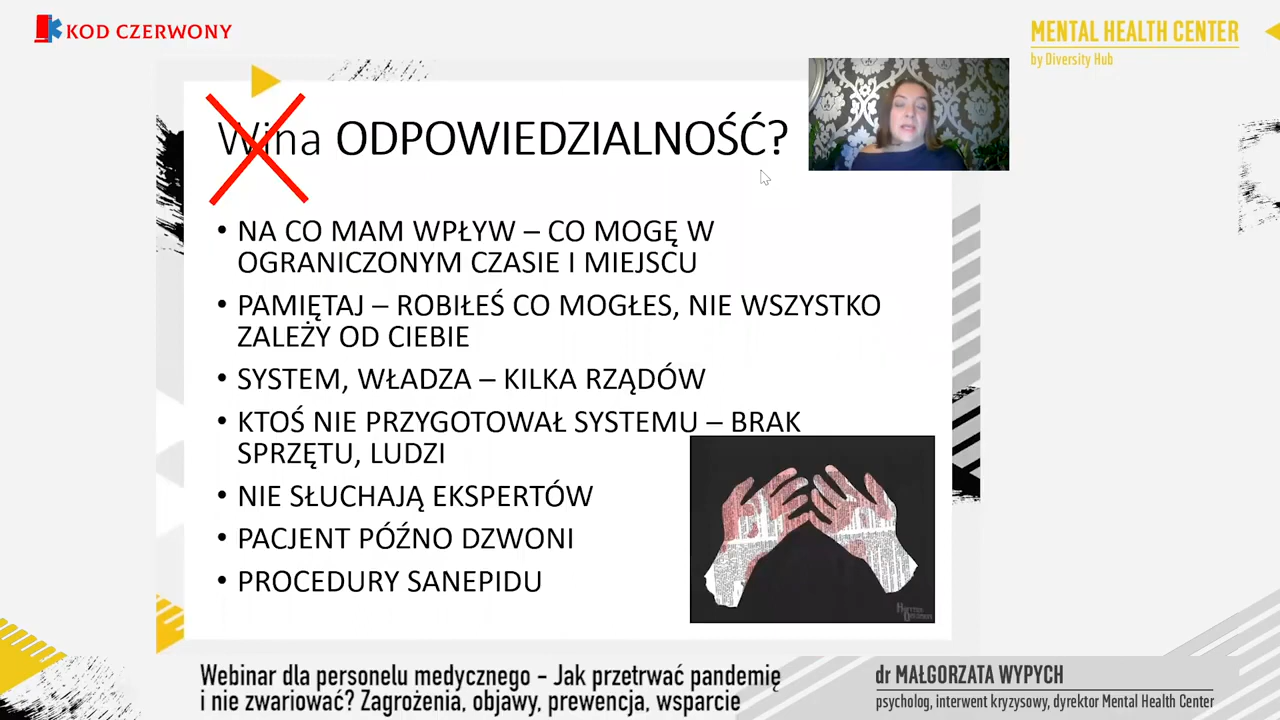 KOD CZERWONY
MENTAL HEALTH CENTER
by Diversity Hub
Wina ODPOWIEDZIALNOŚĆ?
• NA CO MAM WPŁYW – CO MOGĘ W
OGRANICZONYM CZASIE I MIEJSCU
• PAMIĘTAJ – ROBIŁEŚ CO MOGŁES, NIE WSZYSTKO
ZALEŻY OD CIEBIE
• SYSTEM, WŁADZA – KILKA RZĄDÓW
• KTOŚ NIE PRZYGOTOWAŁ SYSTEMU – BRAK
SPRZĘTU, LUDZI
• NIE SŁUCHAJĄ EKSPERTÓW
• PACJENT PÓŹNO DZWONI
• PROCEDURY SANEPIDU
Webinar dla personelu medycznego – Jak przetrwać pandemię
i nie zwariować? Zagrożenia, objawy, prewencja, wsparcie
dr MAŁGORZATA WYPYCH
psycholog, interwent kryzysowy, dyrektor Mental Health Center